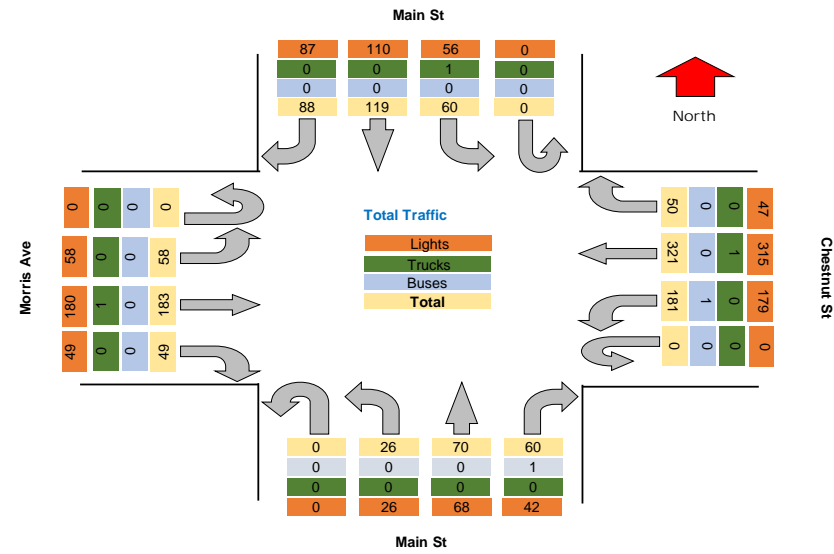 Main St
87 110 56 0
0 0 1 0
0 0 0 0
88 119 60 0
North
Morris Ave
0 0 0 0
58 0 0 58
180 1 0 183
49 0 0 49
Total Traffic
Lights
Trucks
Buses
Total
50 0 0 47
321 0 1 315
181 1 0 179
0 0 0 0
Chestnut St
0 26 70 60
0 0 0 1
0 0 0 0
0 26 68 42
Main St